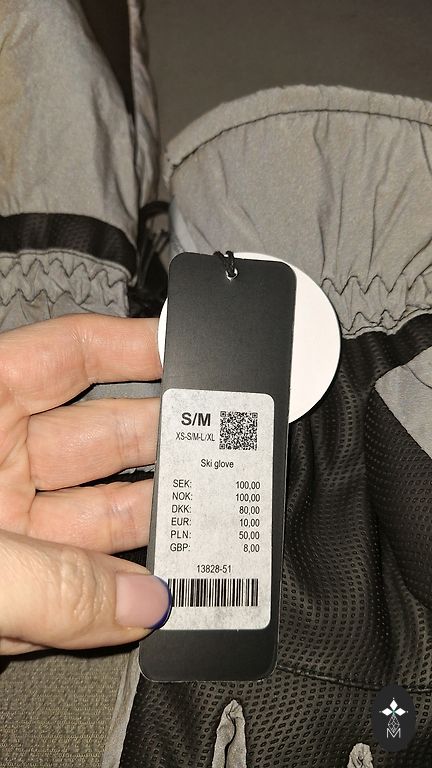 S/M
XS-S/M-L/XL
Ski glove
SEK: 100,00
NOK: 100,00
DKK: 80,00
EUR: 10,00
PLN: 50,00
GBP: 8,00
13828-51
M